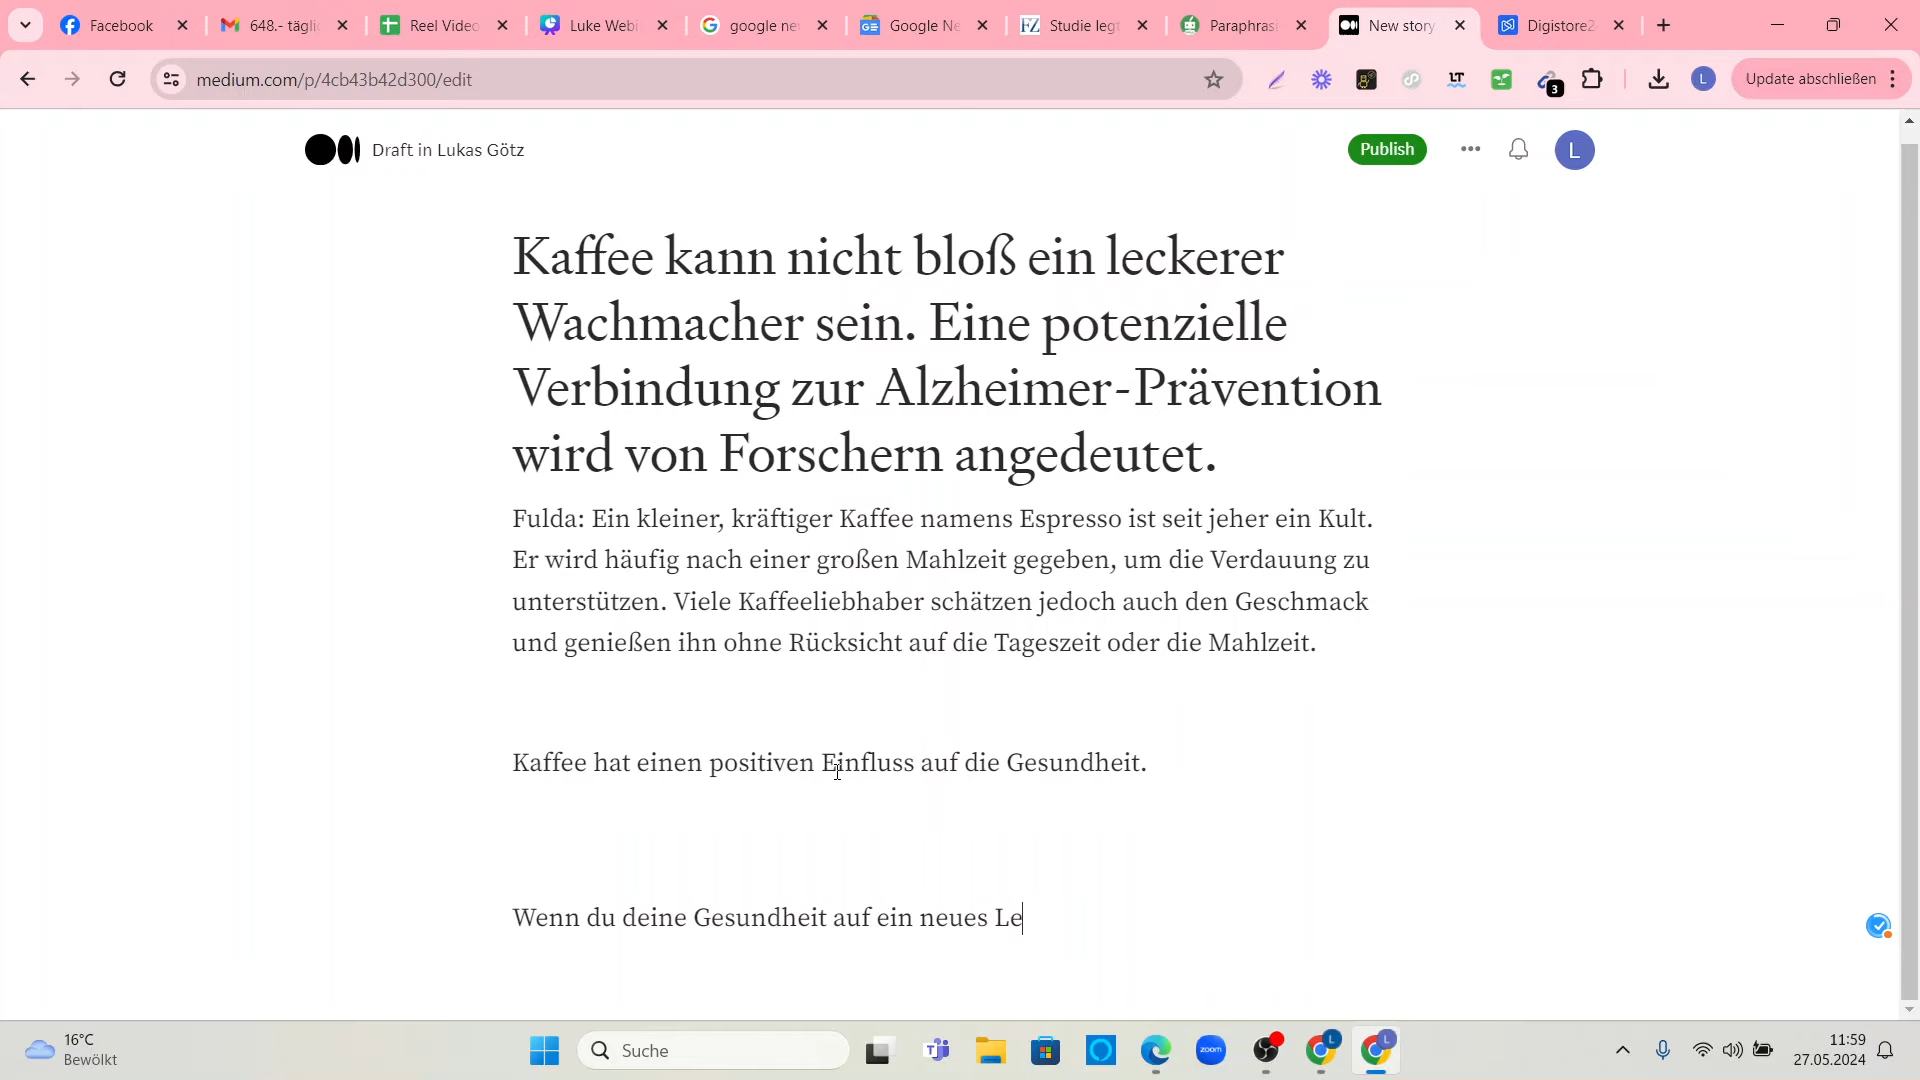 Facebook
648.- tägli
Reel Video
Luke Webi
google ne
Google Ne
FZ
Studie legt
Paraphrasi
New story
Digistore2
medium.com/p/4cb43b42d300/edit
LT
3
L
Update abschließen
Draft in Lukas Götz
Publish
L
Kaffee kann nicht bloß ein leckerer
Wachmacher sein. Eine potenzielle
Verbindung zur Alzheimer-Prävention
wird von Forschern angedeutet.
Fulda: Ein kleiner, kräftiger Kaffee namens Espresso ist seit jeher ein Kult.
Er wird häufig nach einer großen Mahlzeit gegeben, um die Verdauung zu
unterstützen. Viele Kaffeeliebhaber schätzen jedoch auch den Geschmack
und genießen ihn ohne Rücksicht auf die Tageszeit oder die Mahlzeit.
Kaffee hat einen positiven Einfluss auf die Gesundheit.
Wenn du deine Gesundheit auf ein neues Le
16°C
Bewölkt
Suche
zoom
L
L
11:59
27.05.2024